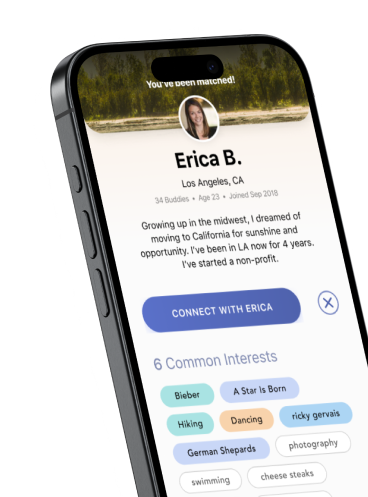 You've been matched!
Erica B.
Los Angeles, CA
34 Buddies • Age 23 • Joined Sep 2018
Growing up in the midwest, I dreamed of
moving to California for sunshine and
opportunity. I've been in LA now for 4 years.
I've started a non-profit.
CONNECT WITH ERICA
6 Common Interests
Bieber A Star Is Born
Hiking Dancing ricky gervais
German Shepards photography
swimming cheese steaks